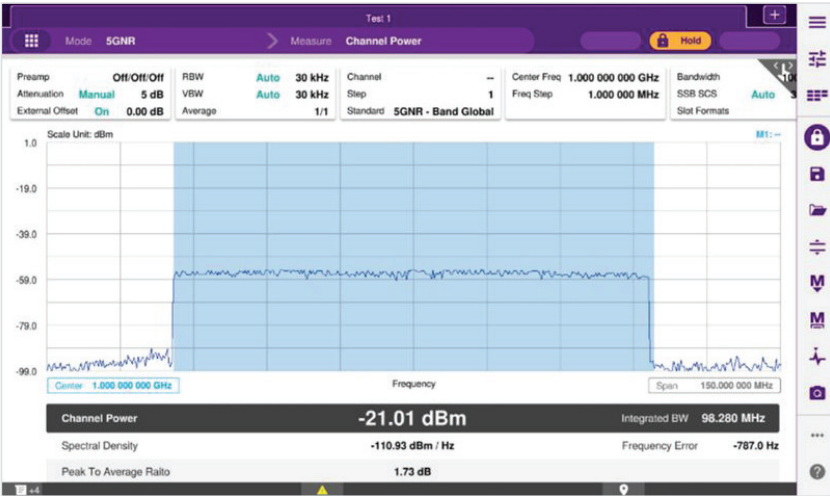 Test 1
Mode 5GNR Measure Channel Power Hold
Preamp Off/Off/Off
Attenuation Manual 5 dB
External Offset On 0.00 dB
RBW Auto 30 kHz
VBW Auto 30 kHz
Average 1/1
Channel --
Step 1
Standard 5GNR - Band Global
Center Freq 1.000 000 000 GHz
Freq Step 1.000 000 MHz
Bandwidth
SSB SCS Auto
Slot Formats
Scale Unit: dBm M1: --
1.0
-19.0
-39.0
-59.0
-79.0
-99.0
Center 1.000 000 000 GHz Frequency Span 150.000 000 MHz
Channel Power -21.01 dBm Integrated BW 98.280 MHz
Spectral Density -110.93 dBm / Hz Frequency Error -787.0 Hz
Peak To Average Raito 1.73 dB
+4